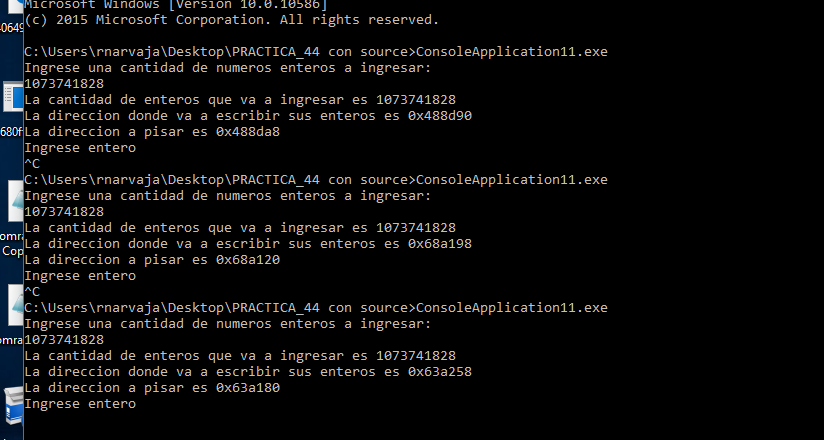 Microsoft Windows [Version 10.0.10586]
(c) 2015 Microsoft Corporation. All rights reserved.
C:\Users\rnarvaja\Desktop\PRACTICA_44 con source>ConsoleApplication11.exe
Ingrese una cantidad de numeros enteros a ingresar:
1073741828
La cantidad de enteros que va a ingresar es 1073741828
La direccion donde va a escribir sus enteros es 0x488d90
La direccion a pisar es 0x488da8
Ingrese entero
^C
C:\Users\rnarvaja\Desktop\PRACTICA_44 con source>ConsoleApplication11.exe
Ingrese una cantidad de numeros enteros a ingresar:
1073741828
La cantidad de enteros que va a ingresar es 1073741828
La direccion donde va a escribir sus enteros es 0x68a198
La direccion a pisar es 0x68a120
Ingrese entero
^C
C:\Users\rnarvaja\Desktop\PRACTICA_44 con source>ConsoleApplication11.exe
Ingrese una cantidad de numeros enteros a ingresar:
1073741828
La cantidad de enteros que va a ingresar es 1073741828
La direccion donde va a escribir sus enteros es 0x63a258
La direccion a pisar es 0x63a180
Ingrese entero
40649
680f
omra
Cop
omra